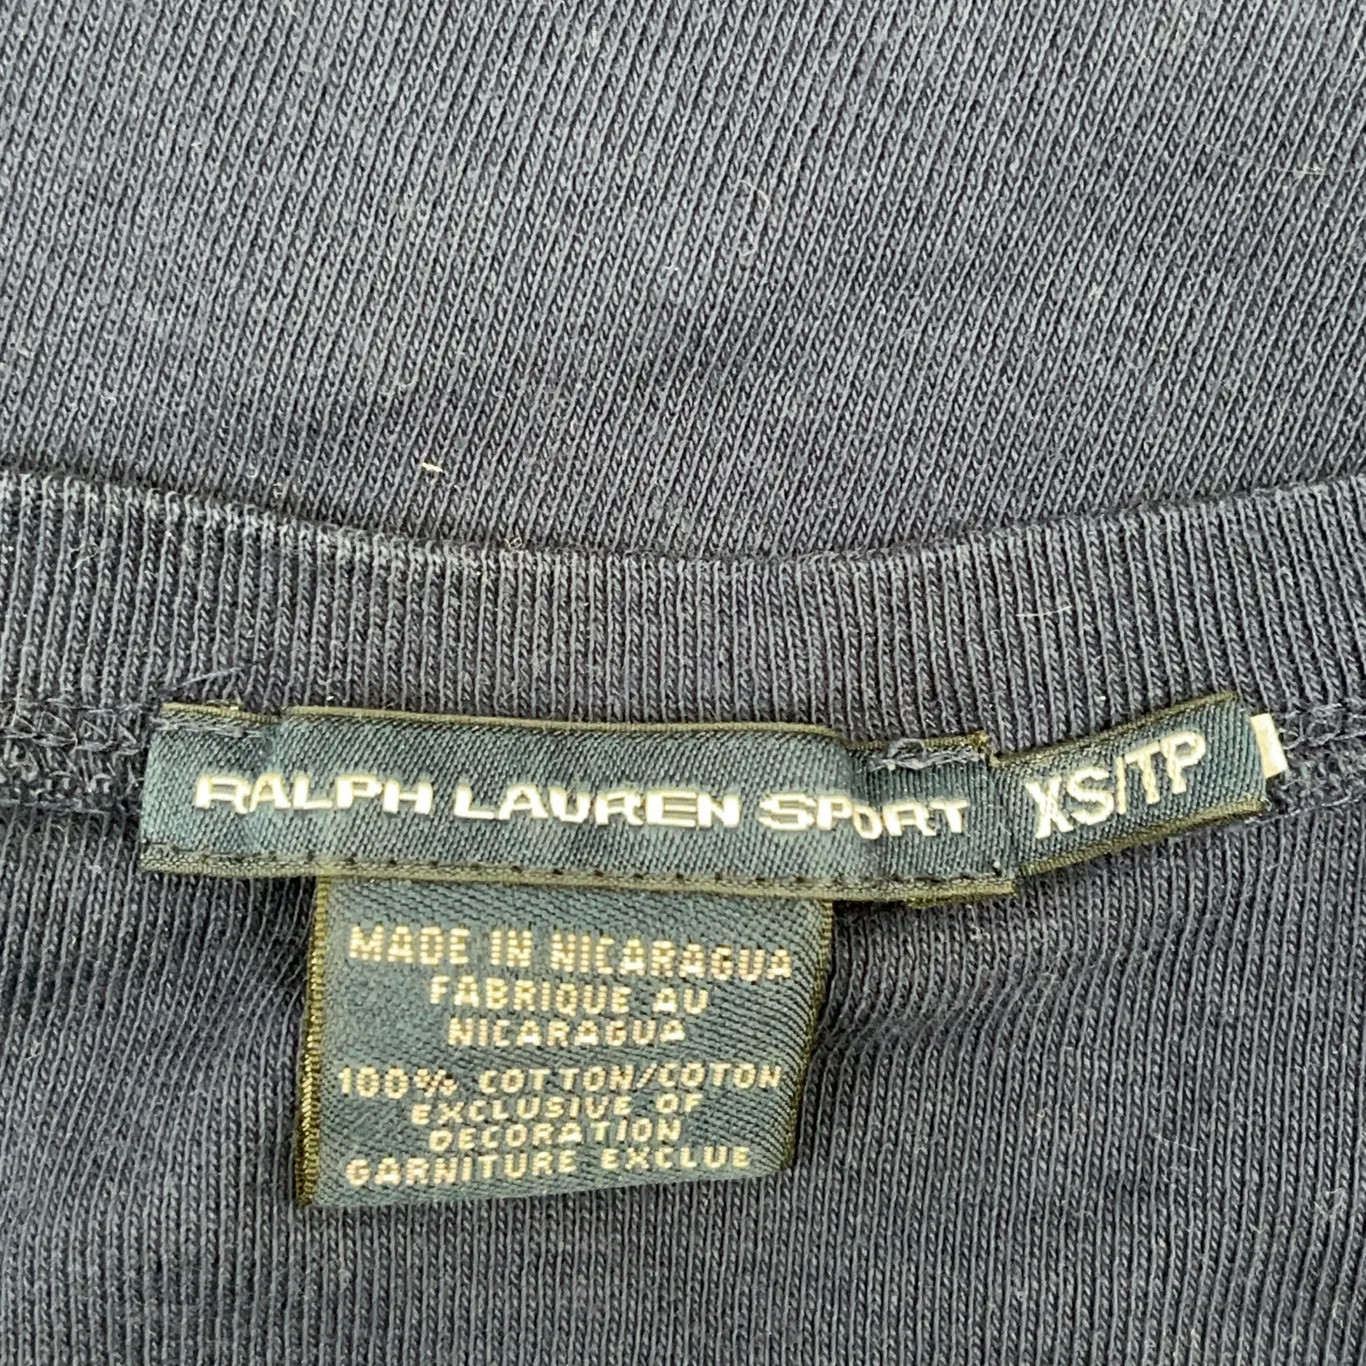 RALPH LAUREN SPORT
XS/TP
MADE IN NICARAGUA
FABRIQUE AU
NICARAGUA
100% COTTON/COTON
EXCLUSIVE OF
DECORATION
GARNITURE EXCLUE